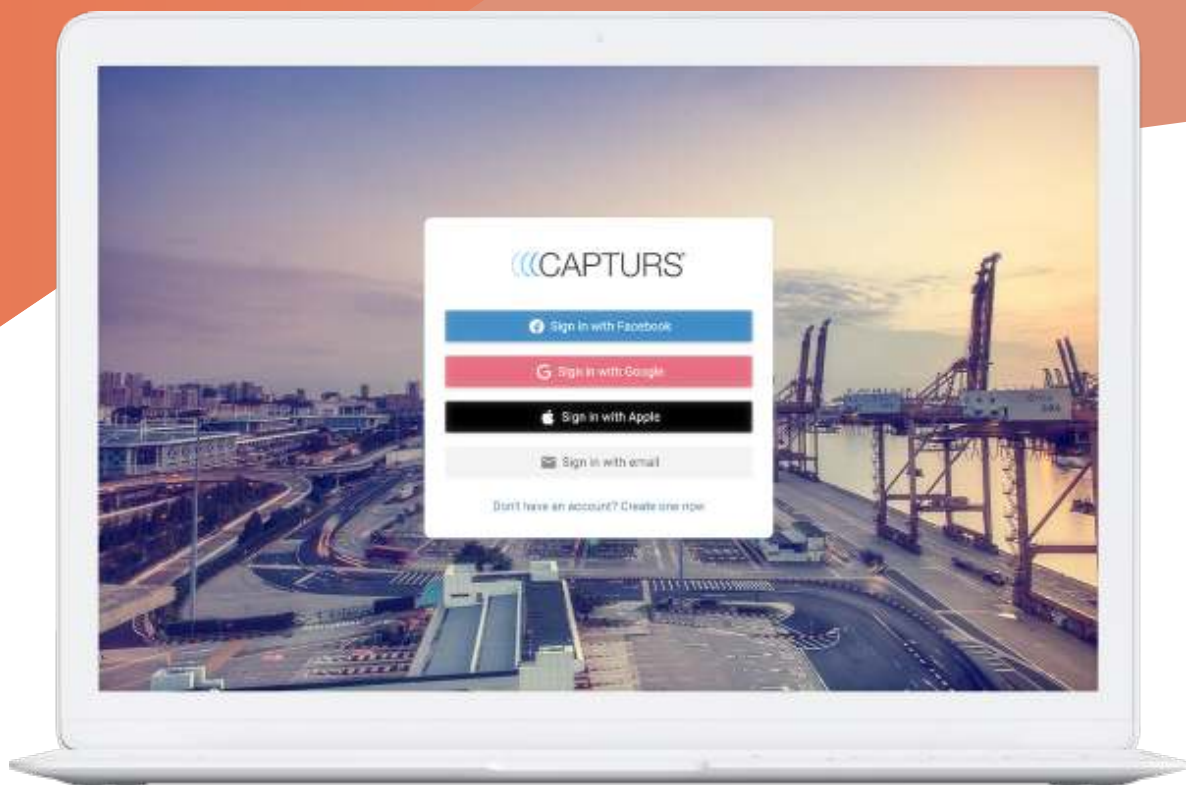 CAPTURS
Sign in with Facebook
Sign in with Google
Sign in with Apple
Sign in with email
Don't have an account? Create one now